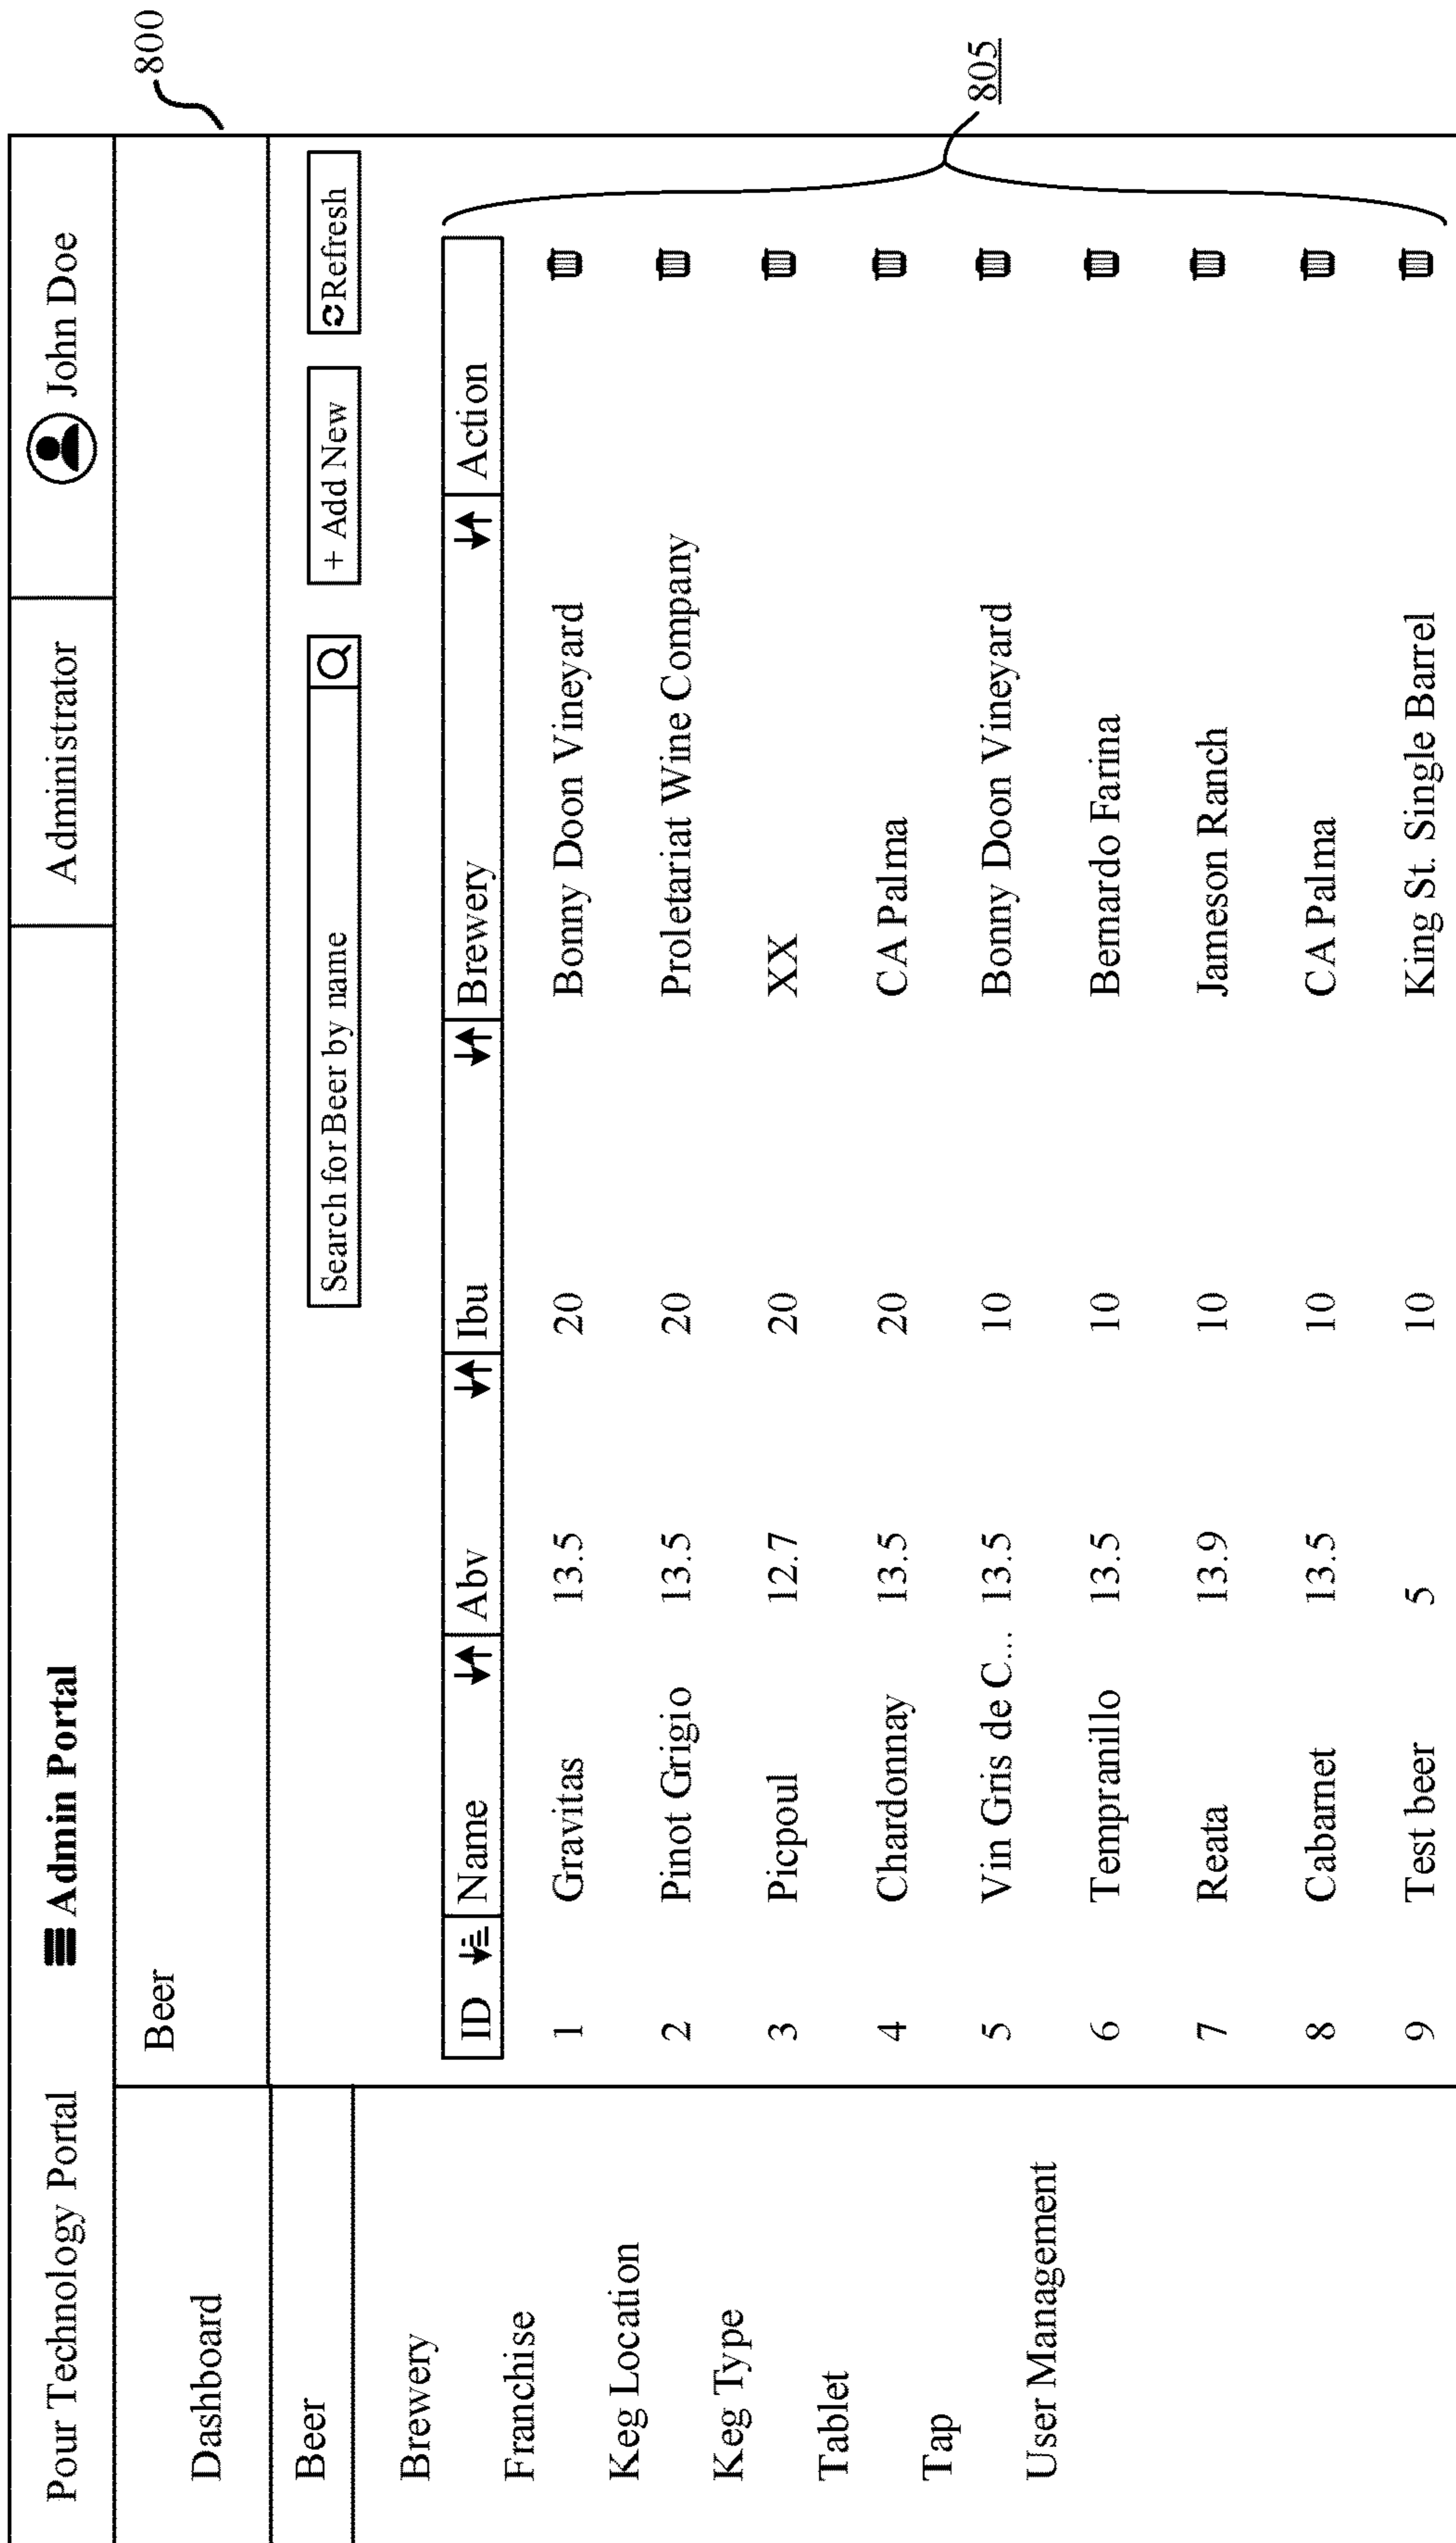 800
Pour Technology Portal Admin Portal Administrator John Doe
Dashboard
Beer
Brewery
Franchise
Keg Location
Keg Type
Tablet
Tap
User Management
Beer
Search for Beer by name + Add New Refresh
ID Name Abv Ibu Brewery Action
1 Gravitas 13.5 20 Bonny Doon Vineyard
2 Pinot Grigio 13.5 20 Proletariat Wine Company
3 Picpoul 12.7 20 XX
4 Chardonnay 13.5 20 CA Palma
5 Vin Gris de C... 13.5 10 Bonny Doon Vineyard
6 Tempranillo 13.5 10 Bernardo Farina
7 Reata 13.9 10 Jameson Ranch
8 Cabarnet 13.5 10 CA Palma
9 Test beer 5 10 King St. Single Barrel
805